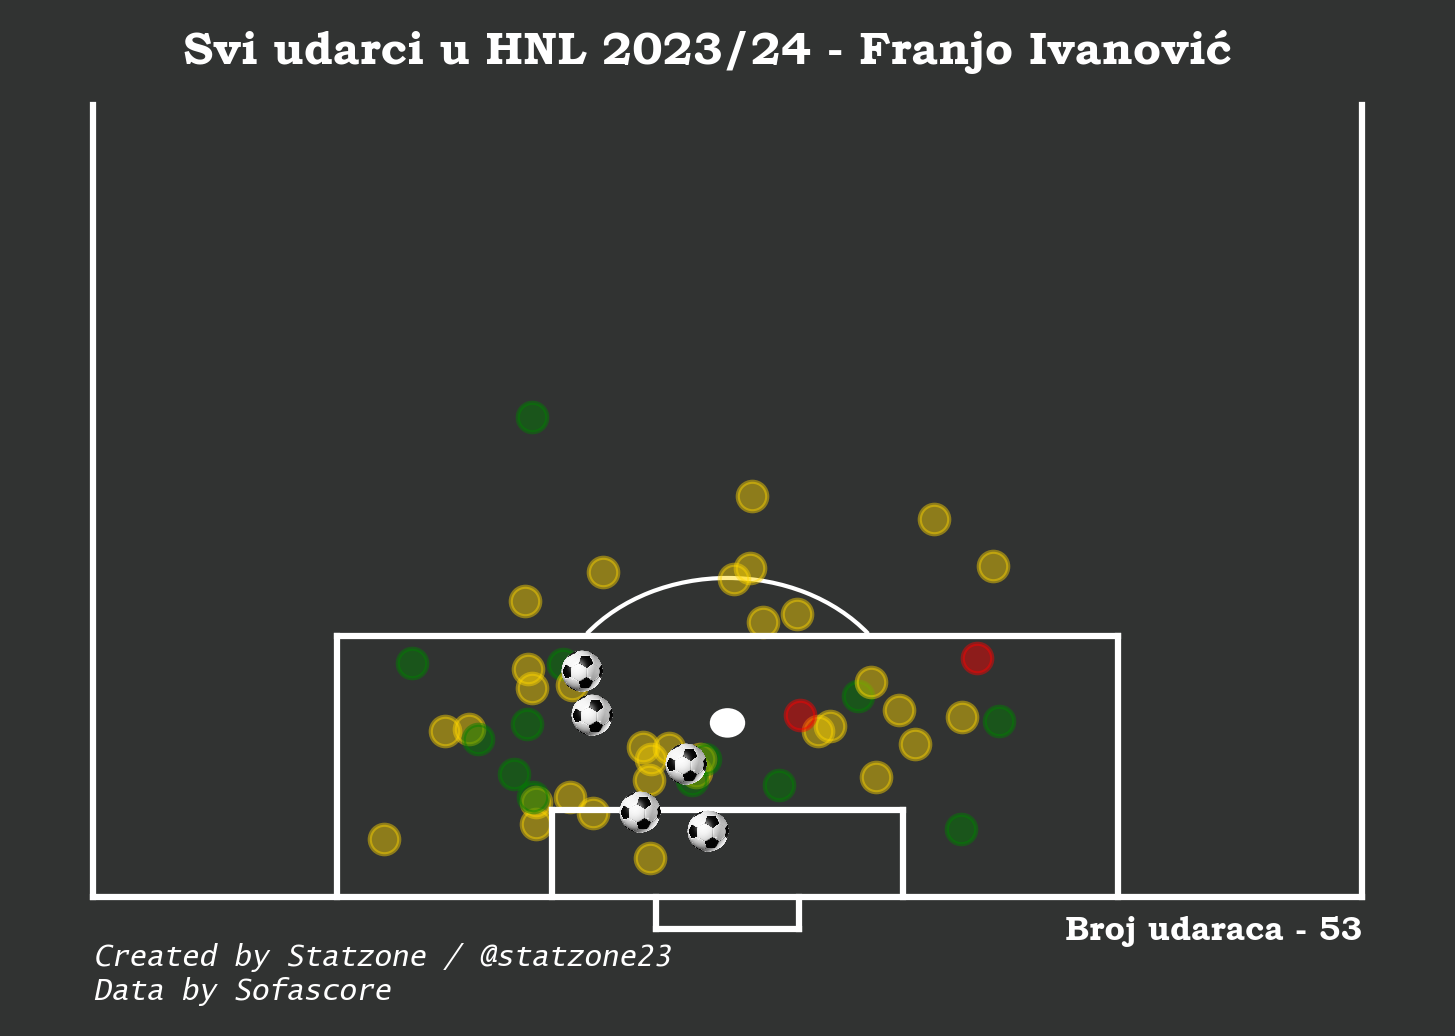 Svi udarci u HNL 2023/24 - Franjo Ivanović
Broj udaraca - 53
Created by Statzone / @statzone23
Data by Sofascore